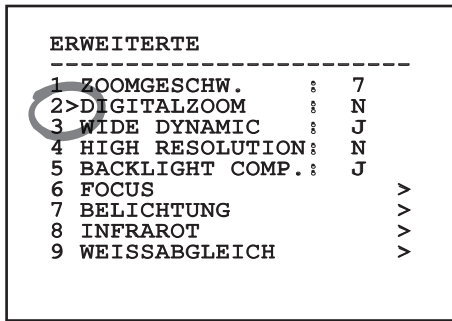 ERWEITERTE
--------------------------
1 ZOOMGESCHW. : 7
2>DIGITALZOOM : N
3 WIDE DYNAMIC : J
4 HIGH RESOLUTION: N
5 BACKLIGHT COMP.: J
6 FOCUS >
7 BELICHTUNG >
8 INFRAROT >
9 WEISSABGLEICH >